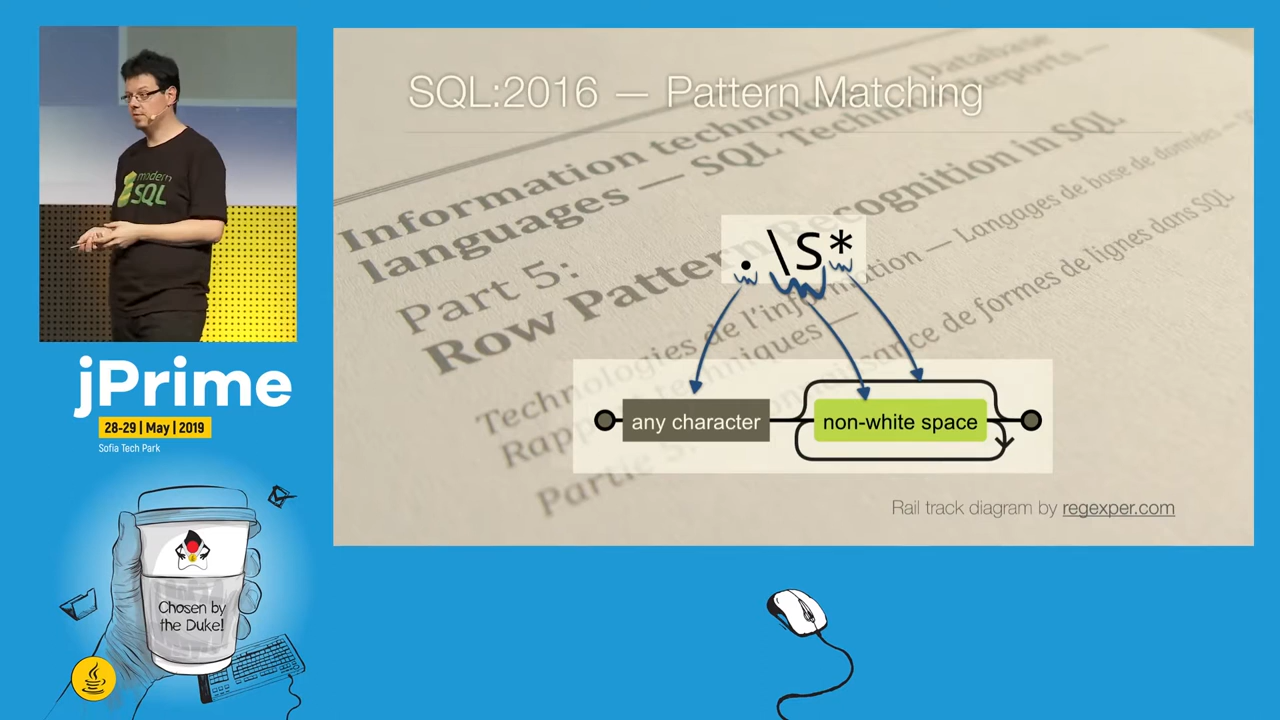 modern
SQL
jPrime
28-29 | May | 2019
Sofia Tech Park
Chosen by
the Duke!
SQL:2016 — Pattern Matching
Information technology — Database
languages — SQL Technical Reports —
Part 5:
Row Pattern Recognition in SQL
Technologies de l'information — Langages de base de données —
Rapp techniques —
connaissance de formes de lignes dans SQL
Partie 5:
. \S*
any character
non-white space
Rail track diagram by regexper.com